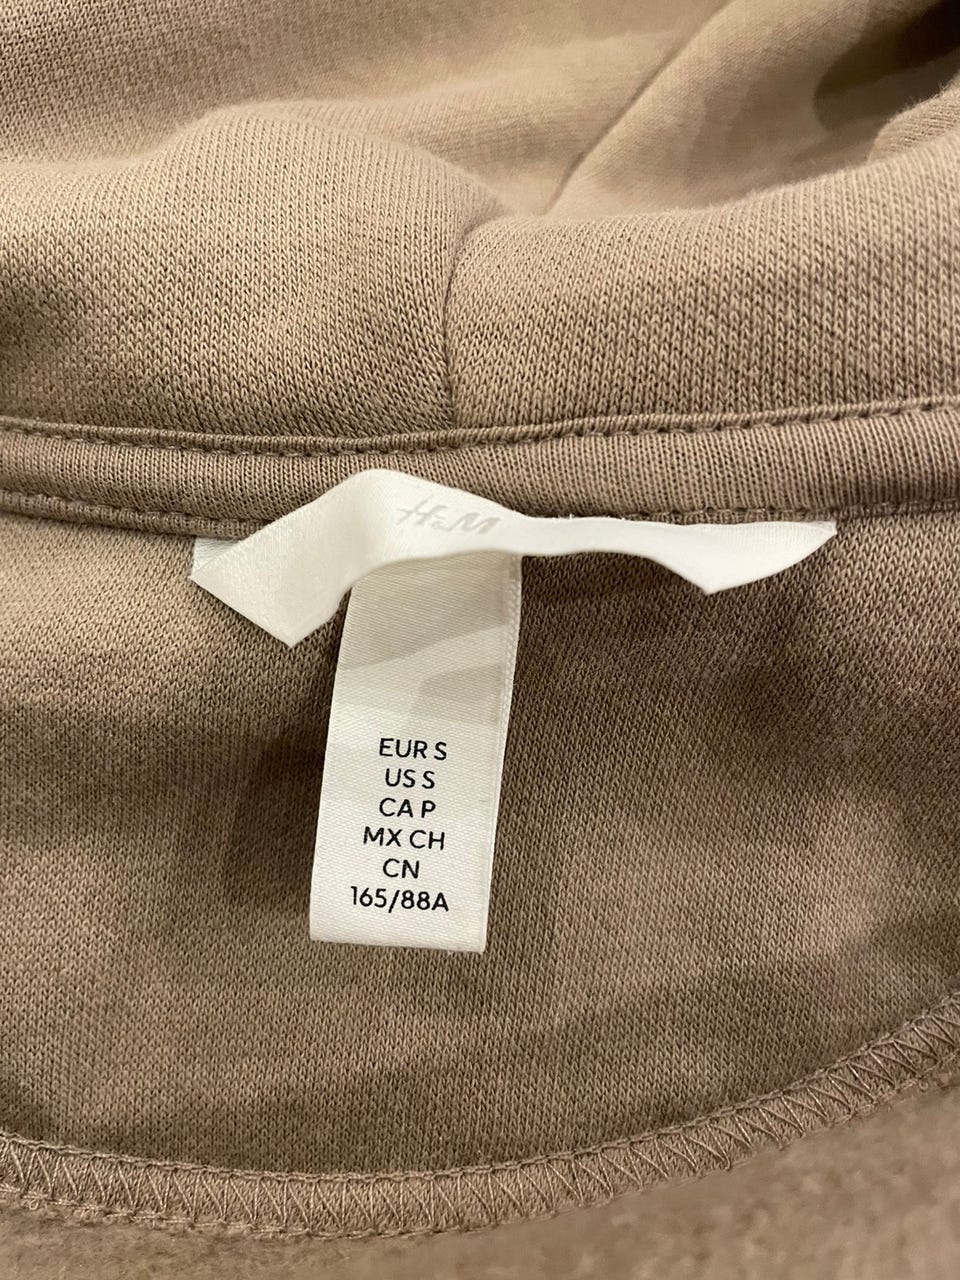 H&M
EUR S
US S
CA P
MX CH
CN
165/88A